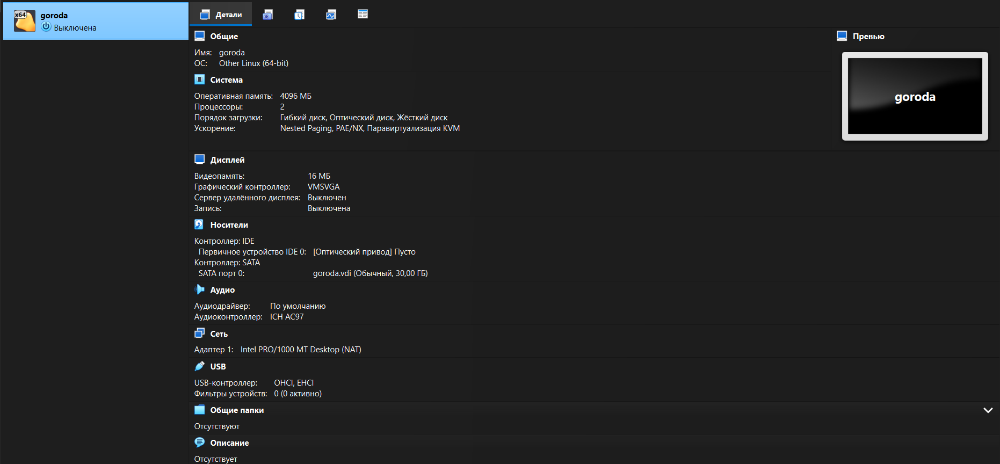 x64
goroda
Выключена
Детали
Общие
Имя: goroda
ОС: Other Linux (64-bit)
Превью
goroda
Система
Оперативная память: 4096 МБ
Процессоры: 2
Порядок загрузки: Гибкий диск, Оптический диск, Жёсткий диск
Ускорение: Nested Paging, PAE/NX, Паравиртуализация KVM
Дисплей
Видеопамять: 16 МБ
Графический контроллер: VMSVGA
Сервер удалённого дисплея: Выключен
Запись: Выключена
Носители
Контроллер: IDE
Первичное устройство IDE 0: [Оптический привод] Пусто
Контроллер: SATA
SATA порт 0: goroda.vdi (Обычный, 30,00 ГБ)
Аудио
Аудиодрайвер: По умолчанию
Аудиоконтроллер: ICH AC97
Сеть
Адаптер 1: Intel PRO/1000 MT Desktop (NAT)
USB
USB-контроллер: OHCI, EHCI
Фильтры устройств: 0 (0 активно)
Общие папки
Отсутствуют
Описание
Отсутствует